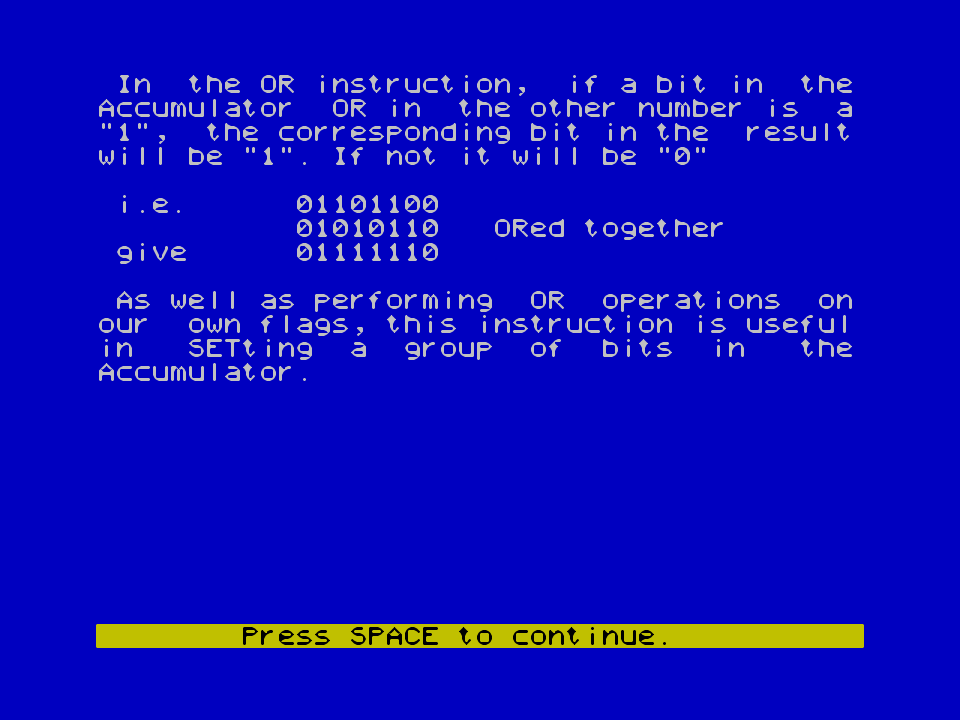 In the OR instruction, if a bit in the
Accumulator OR in the other number is a
"1", the corresponding bit in the result
will be "1". If not it will be "0"
i.e. 01101100
01010110 ORed together
give 01111110
As well as performing OR operations on
our own flags, this instruction is useful
in SETting a group of bits in the
Accumulator.
Press SPACE to continue.